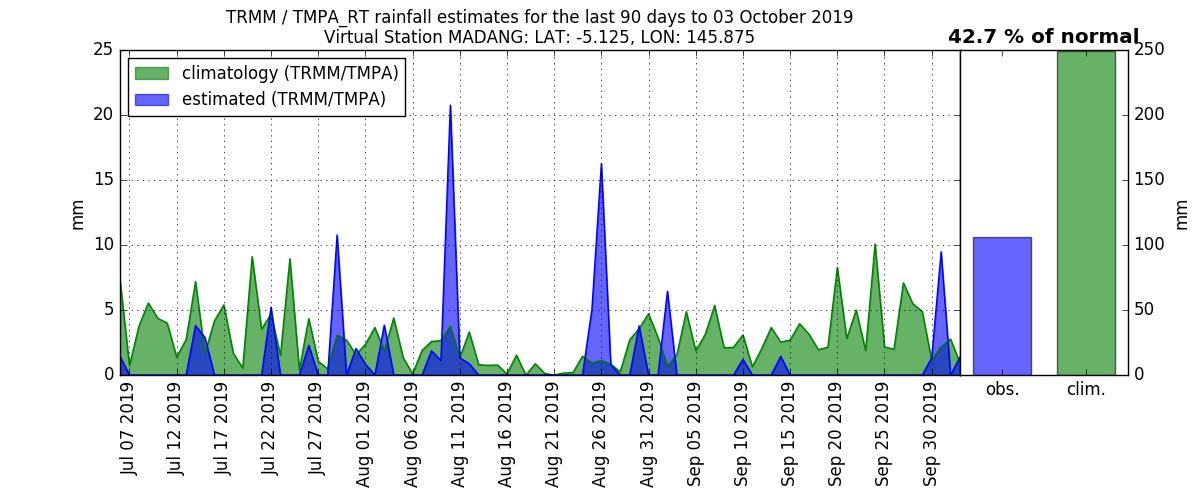 TRMM / TMPA_RT rainfall estimates for the last 90 days to 03 October 2019
Virtual Station MADANG: LAT: -5.125, LON: 145.875
42.7 % of normal
climatology (TRMM/TMPA)
estimated (TRMM/TMPA)
25
20
15
10
5
0
mm
250
200
150
100
50
0
mm
Jul 07 2019
Jul 12 2019
Jul 17 2019
Jul 22 2019
Jul 27 2019
Aug 01 2019
Aug 06 2019
Aug 11 2019
Aug 16 2019
Aug 21 2019
Aug 26 2019
Aug 31 2019
Sep 05 2019
Sep 10 2019
Sep 15 2019
Sep 20 2019
Sep 25 2019
Sep 30 2019
obs.
clim.